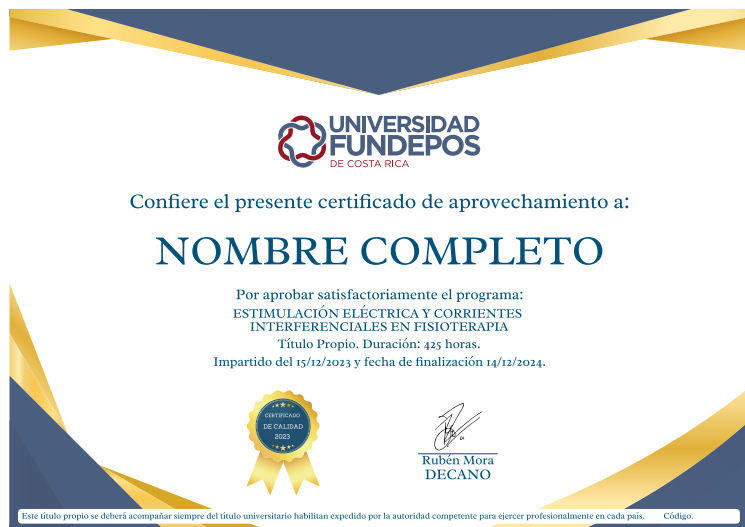 UNIVERSIDAD
FUNDEPOS
DE COSTA RICA
Confiere el presente certificado de aprovechamiento a:
NOMBRE COMPLETO
Por aprobar satisfactoriamente el programa:
ESTIMULACIÓN ELÉCTRICA Y CORRIENTES
INTERFERENCIALES EN FISIOTERAPIA
Título Propio. Duración: 425 horas.
Impartido del 15/12/2023 y fecha de finalización 14/12/2024.
CERTIFICADO
DE CALIDAD
2023
Rubén Mora
DECANO
Este título propio se deberá acompañar siempre del título universitario habilitan expedido por la autoridad competente para ejercer profesionalmente en cada país. Código.